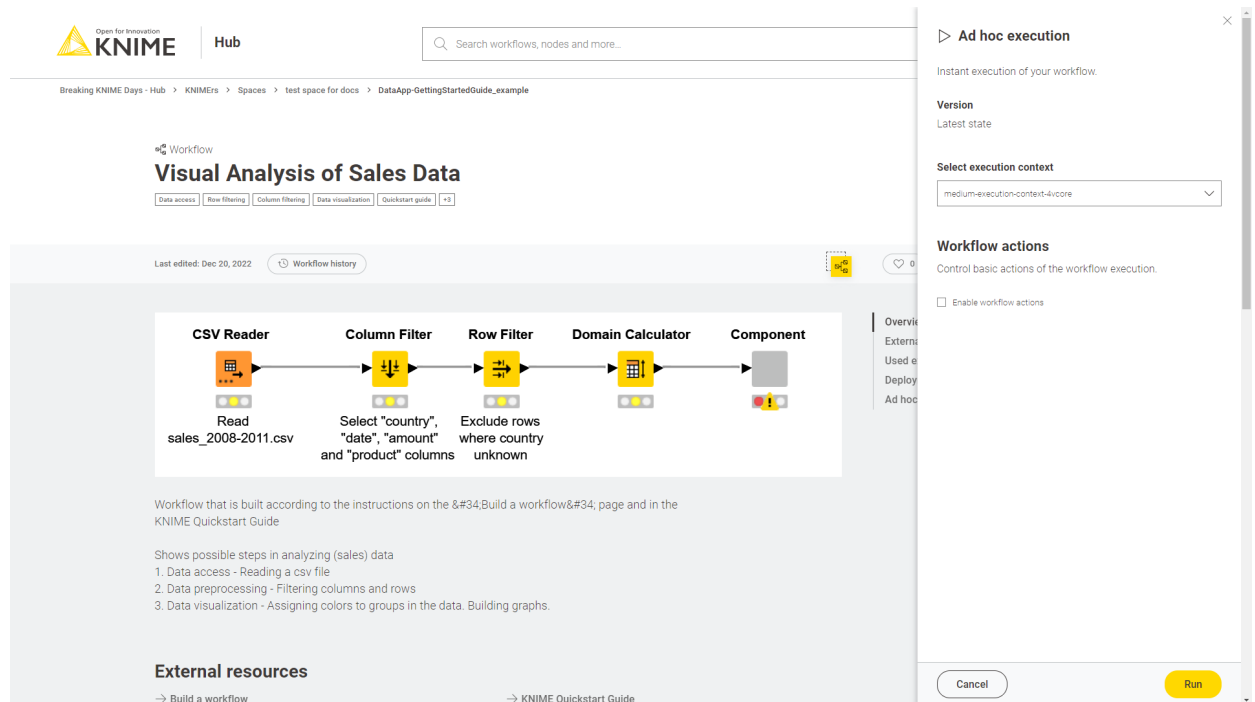 Open for Innovation
KNIME
Hub
Search workflows, nodes and more...
Breaking KNIME Days - Hub > KNIMErs > Spaces > test space for docs > DataApp-GettingStartedGuide_example
Workflow
Visual Analysis of Sales Data
Data access Row filtering Column filtering Data visualization Quickstart guide +3
Last edited: Dec 20, 2022 Workflow history
0
CSV Reader Column Filter Row Filter Domain Calculator Component
Read
sales_2008-2011.csv
Select "country",
"date", "amount"
and "product" columns
Exclude rows
where country
unknown
Overvie
Externa
Used e
Deploy
Ad hoc
Workflow that is built according to the instructions on the &#34;Build a workflow&#34; page and in the
KNIME Quickstart Guide
Shows possible steps in analyzing (sales) data
1. Data access - Reading a csv file
2. Data preprocessing - Filtering columns and rows
3. Data visualization - Assigning colors to groups in the data. Building graphs.
External resources
Build a workflow
KNIME Quickstart Guide
Ad hoc execution
Instant execution of your workflow.
Version
Latest state
Select execution context
medium-execution-context-4vcore
Workflow actions
Control basic actions of the workflow execution.
Enable workflow actions
Cancel
Run